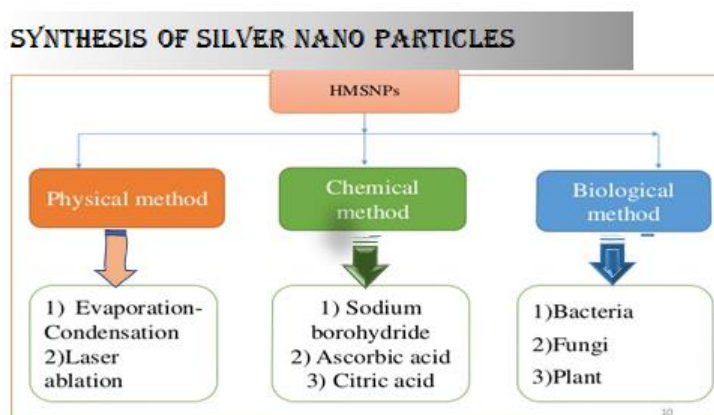 SYNTHESIS OF SILVER NANO PARTICLES
HMSNPs
Physical method
Chemical
method
Biological
method
1) Evaporation-
Condensation
2)Laser
ablation
1) Sodium
borohydride
2) Ascorbic acid
3) Citric acid
1)Bacteria
2)Fungi
3)Plant
10